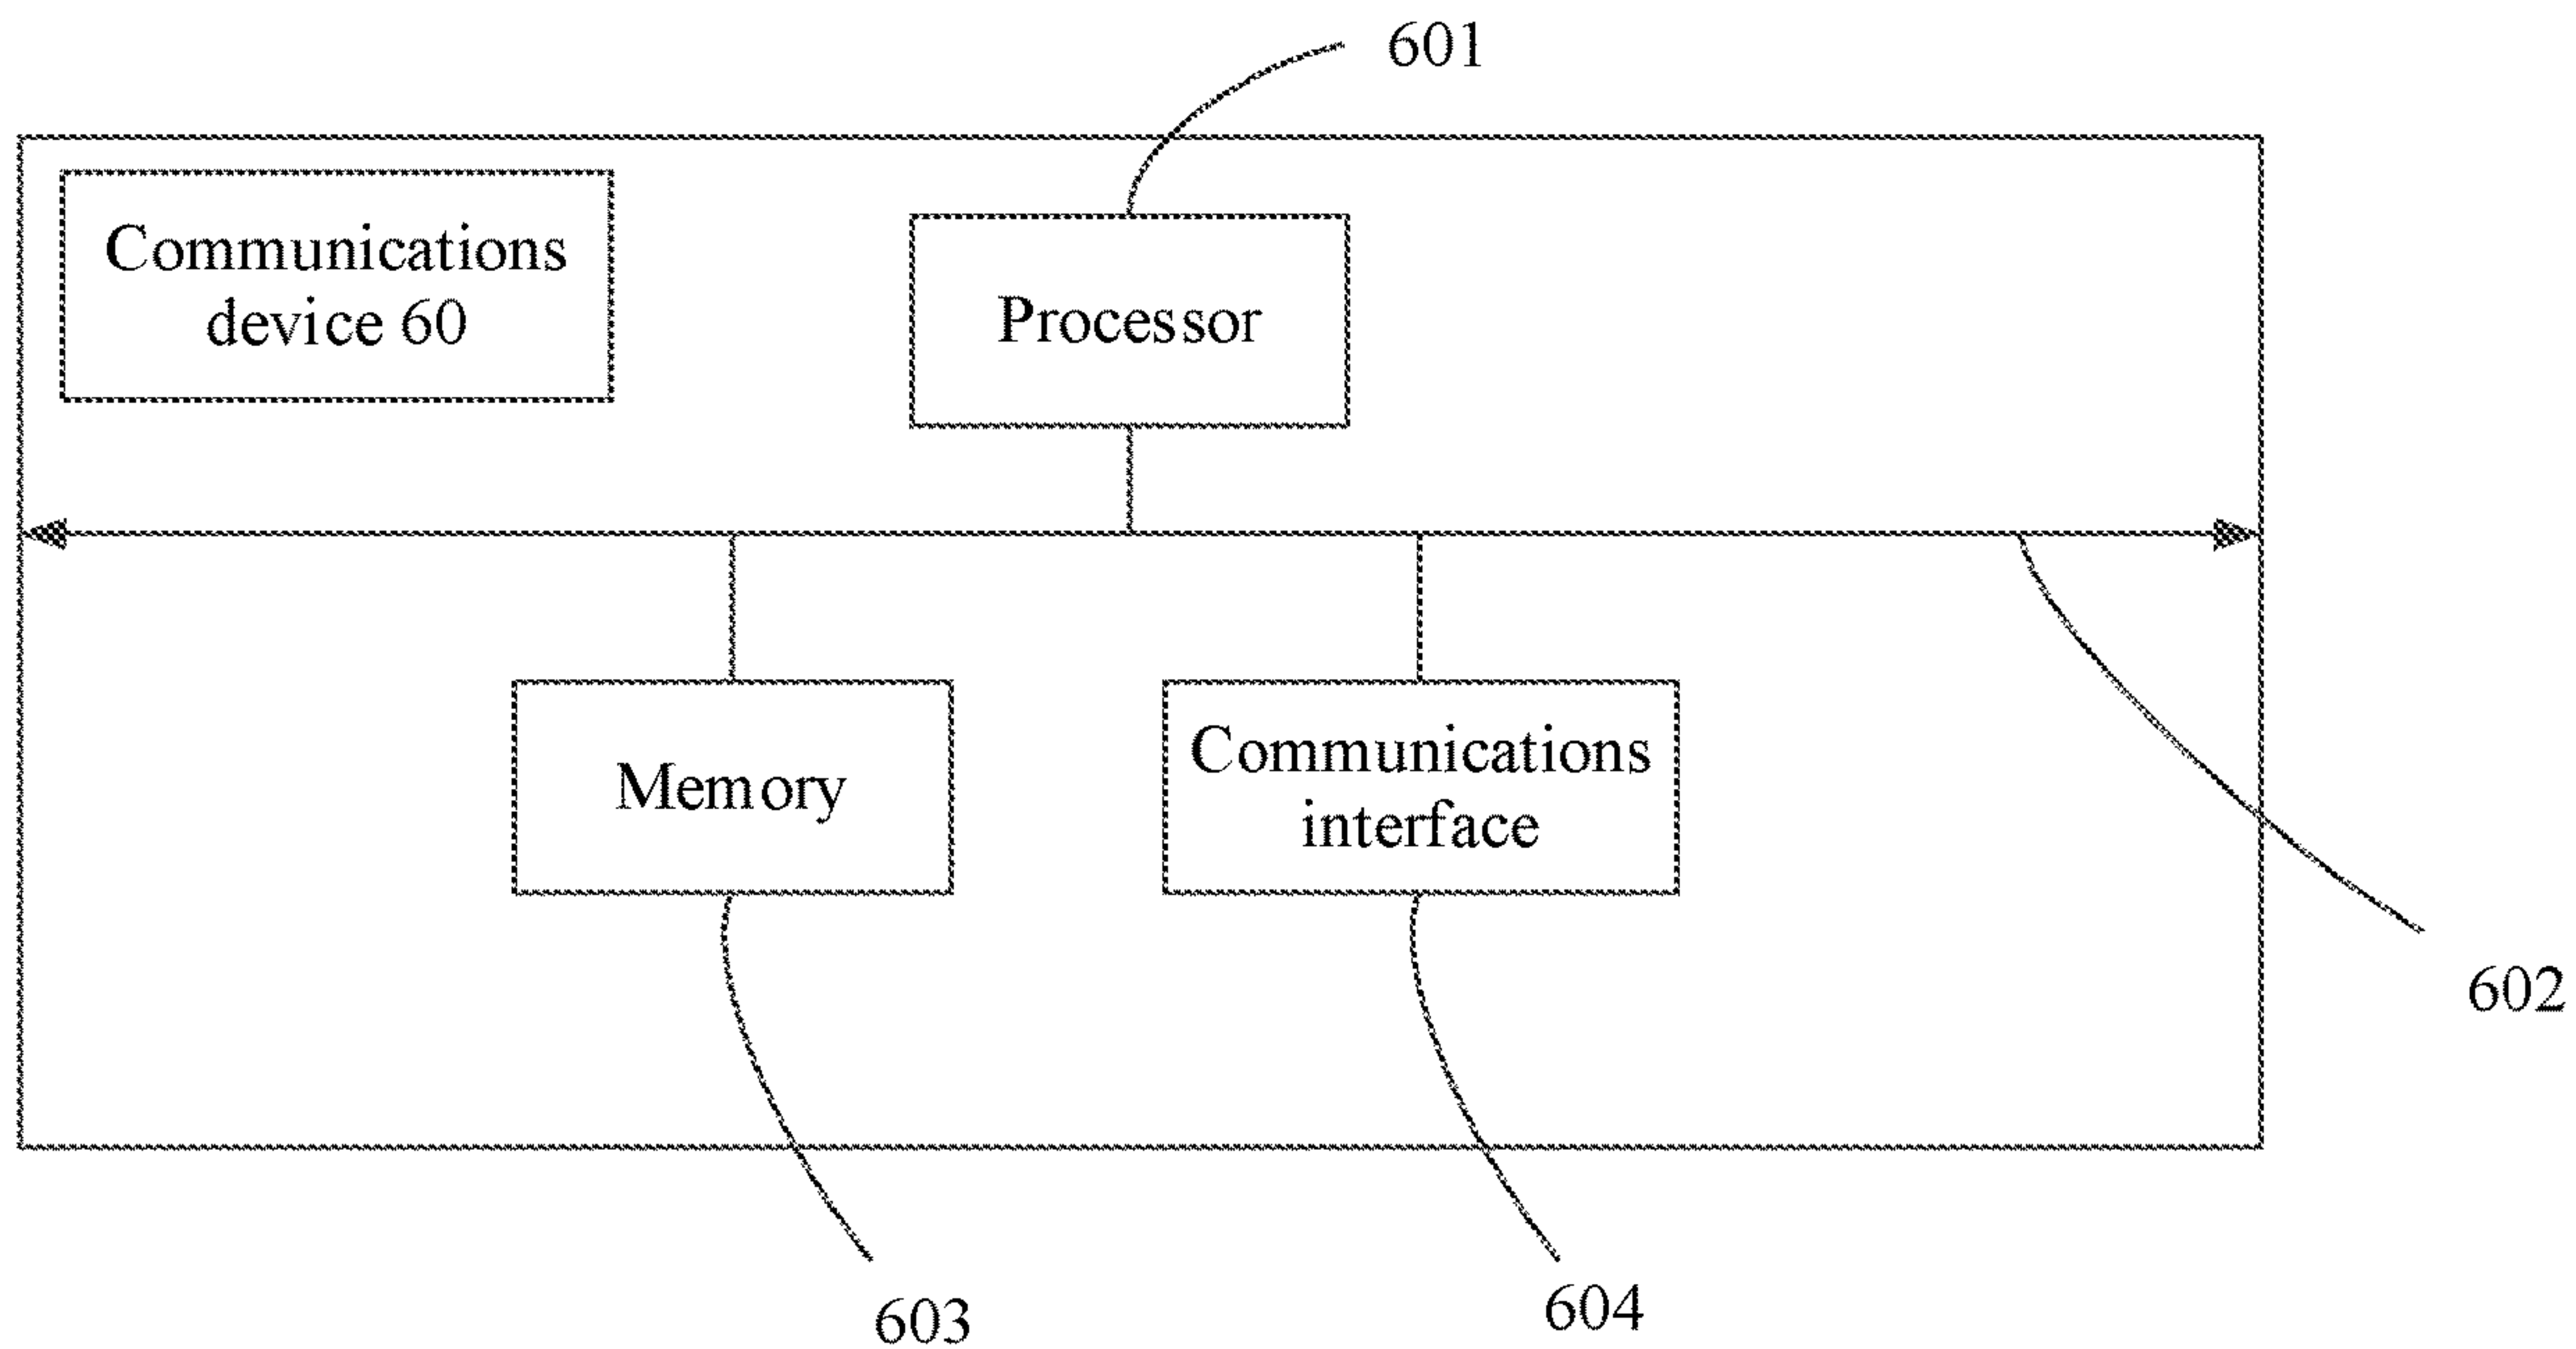 601
Communications
device 60
Processor
Memory
Communications
interface
602
603
604